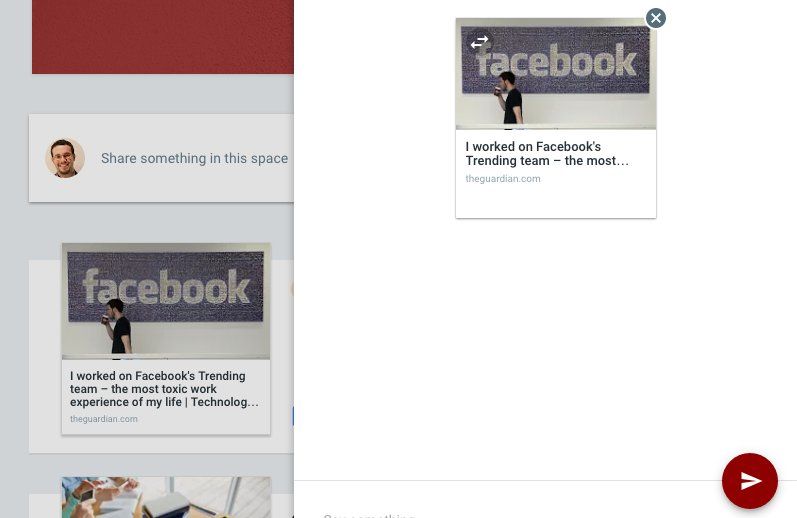 Share something in this space
facebook
I worked on Facebook's Trending
team – the most toxic work
experience of my life | Technolog…
theguardian.com
facebook
I worked on Facebook's
Trending team – the most…
theguardian.com